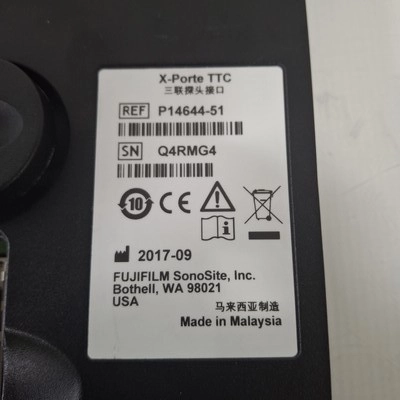 X-Porte TTC
三联探头接口
REF P14644-51
SN Q4RMG4
10 CE
2017-09
FUJIFILM SonoSite, Inc.
Bothell, WA 98021
USA
马来西亚制造
Made in Malaysia